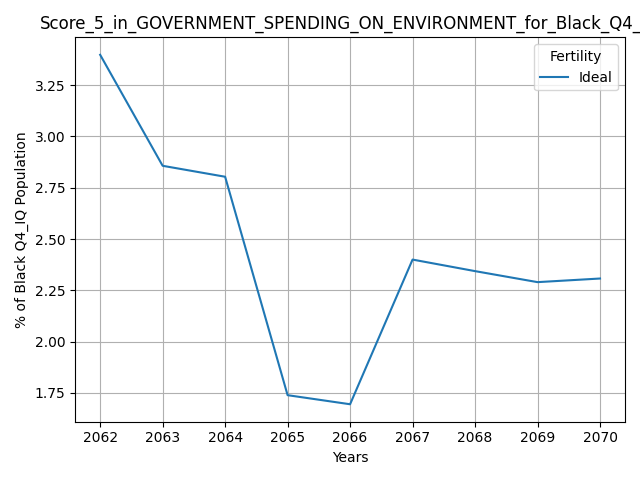 Score_5_in_GOVERNMENT_SPENDING_ON_ENVIRONMENT_for_Black_Q4_
Fertility
Ideal
% of Black Q4_IQ Population
3.25
3.00
2.75
2.50
2.25
2.00
1.75
2062 2063 2064 2065 2066 2067 2068 2069 2070
Years